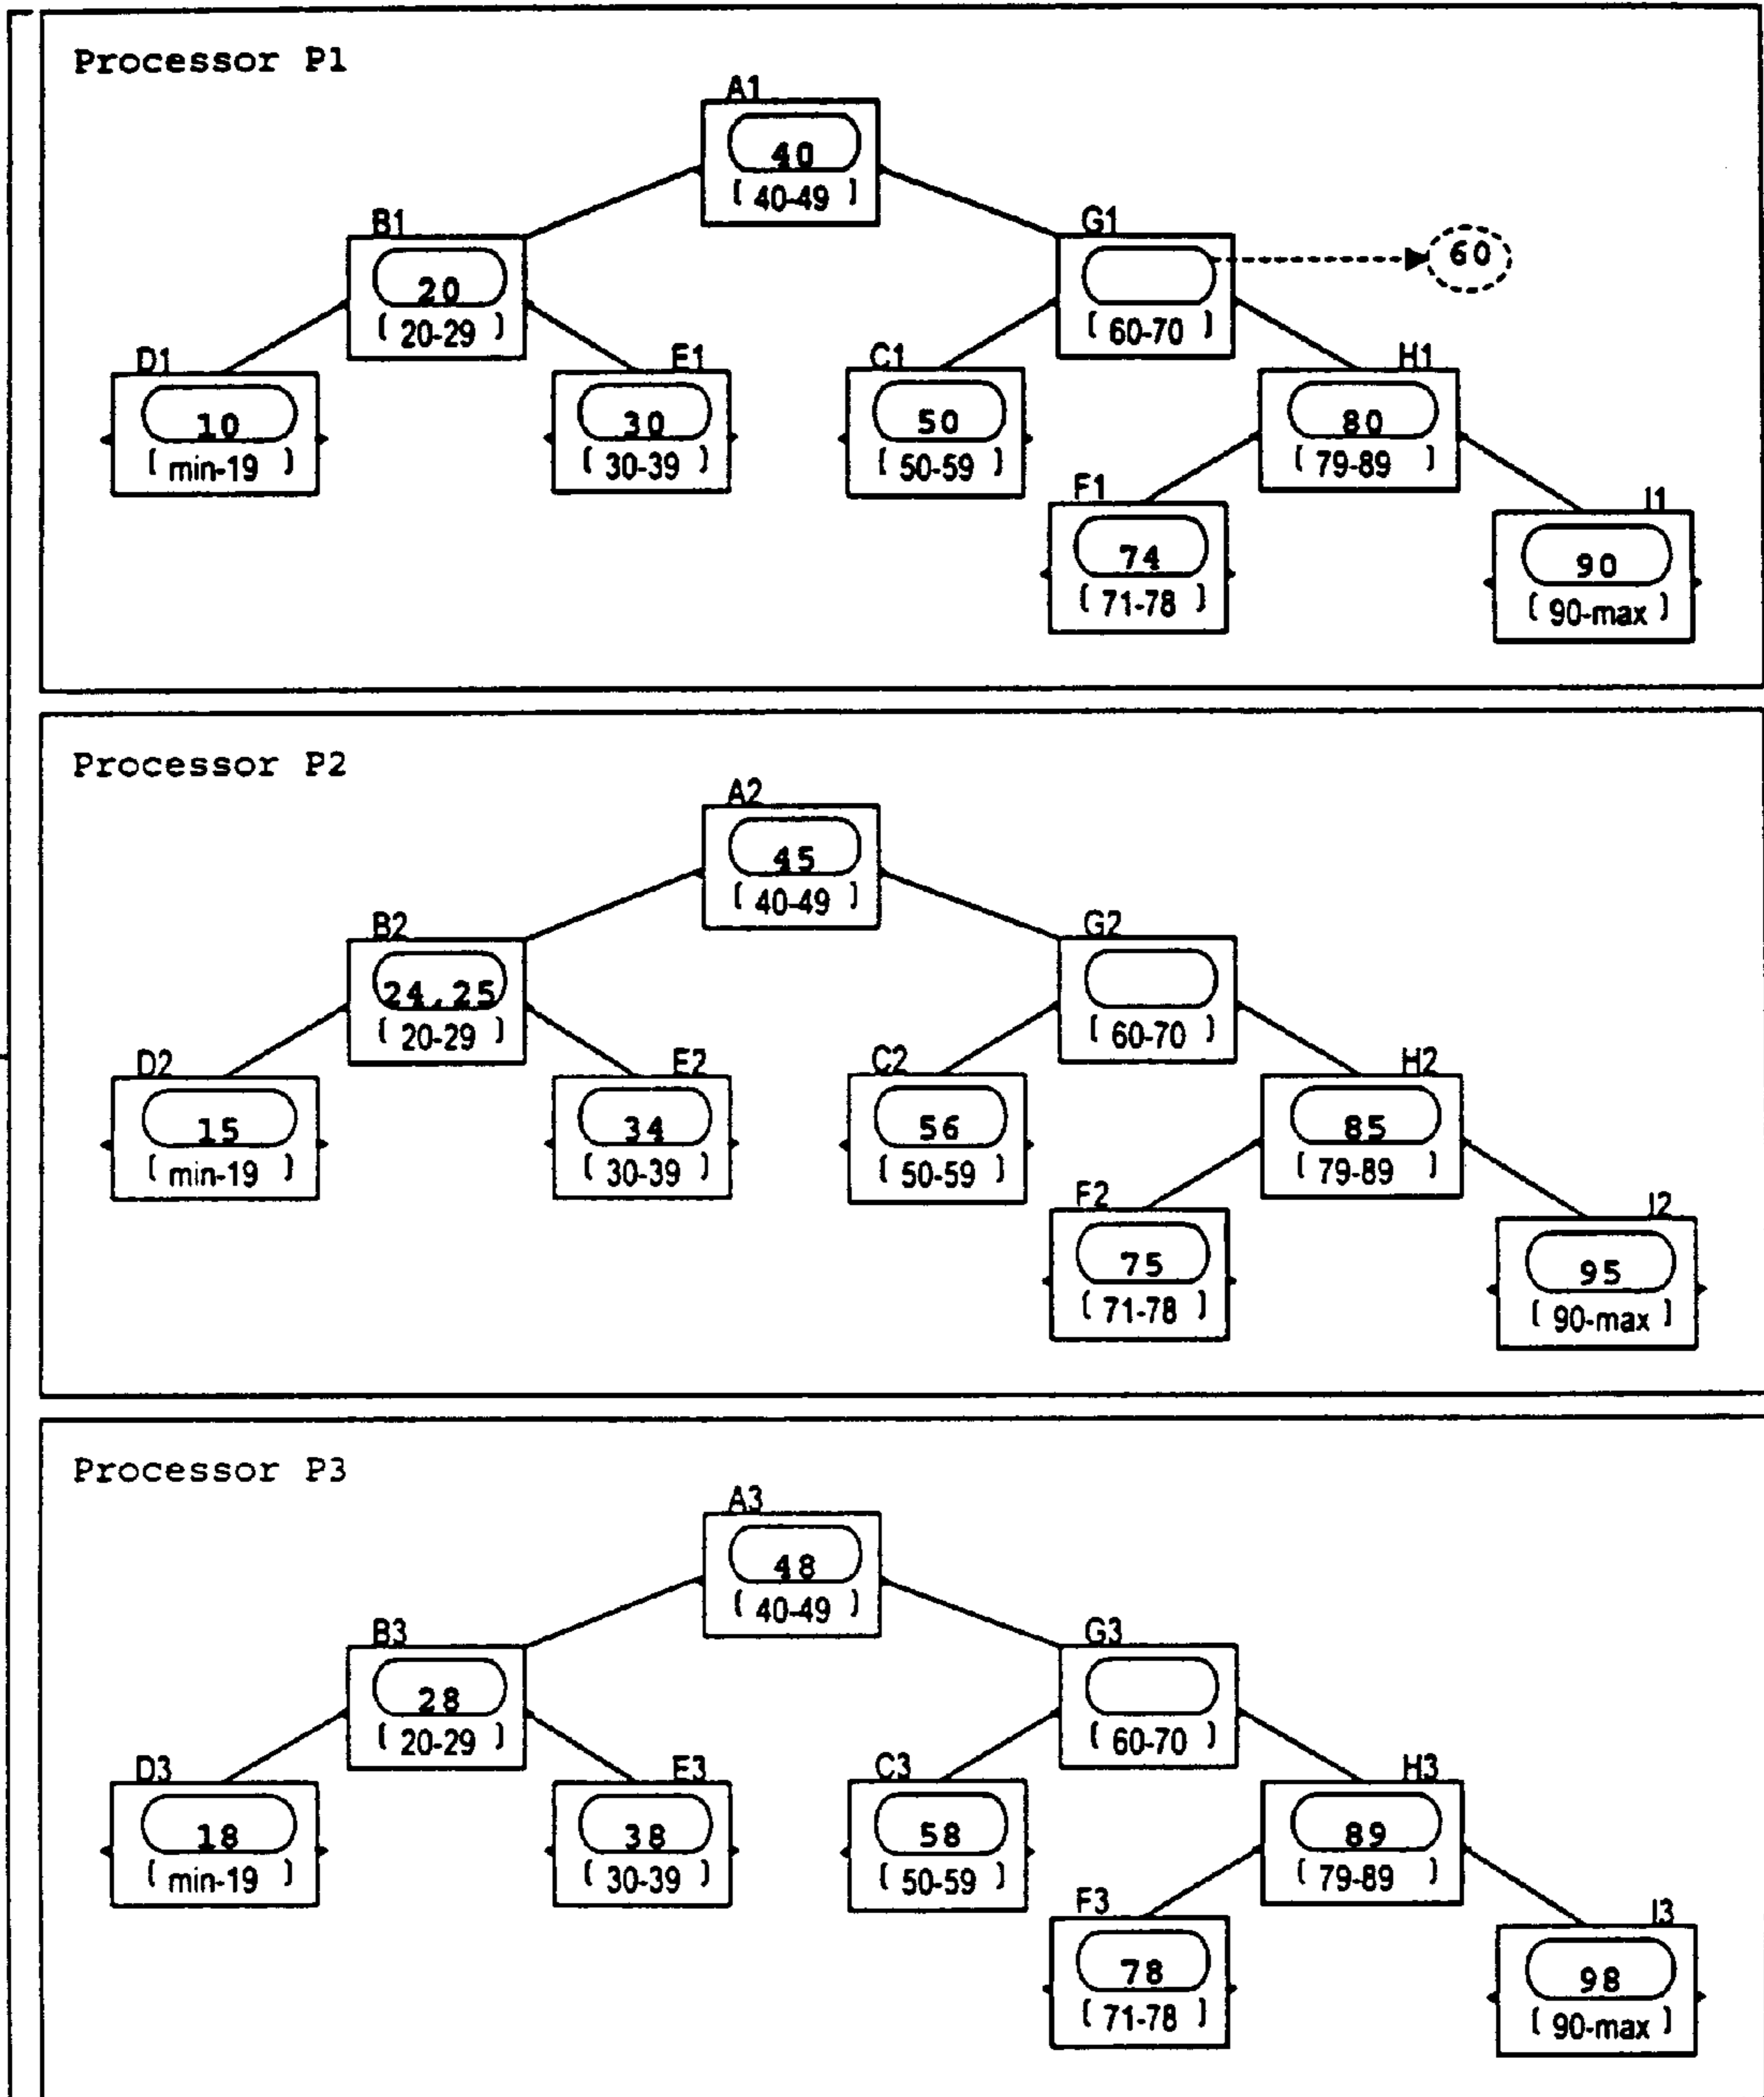 Processor P1
A1
40
[ 40-49 ]
B1
20
[ 20-29 ]
G1
60
[ 60-70 ]
D1
10
[ min-19 ]
E1
30
[ 30-39 ]
C1
50
[ 50-59 ]
H1
80
[ 79-89 ]
F1
74
[ 71-78 ]
I1
90
[ 90-max ]
Processor P2
A2
45
[ 40-49 ]
B2
24,25
[ 20-29 ]
G2
[ 60-70 ]
D2
15
[ min-19 ]
E2
34
[ 30-39 ]
C2
56
[ 50-59 ]
H2
85
[ 79-89 ]
F2
75
[ 71-78 ]
I2
95
[ 90-max ]
Processor P3
A3
48
[ 40-49 ]
B3
28
[ 20-29 ]
G3
[ 60-70 ]
D3
18
[ min-19 ]
E3
38
[ 30-39 ]
C3
58
[ 50-59 ]
H3
89
[ 79-89 ]
F3
78
[ 71-78 ]
I3
98
[ 90-max ]